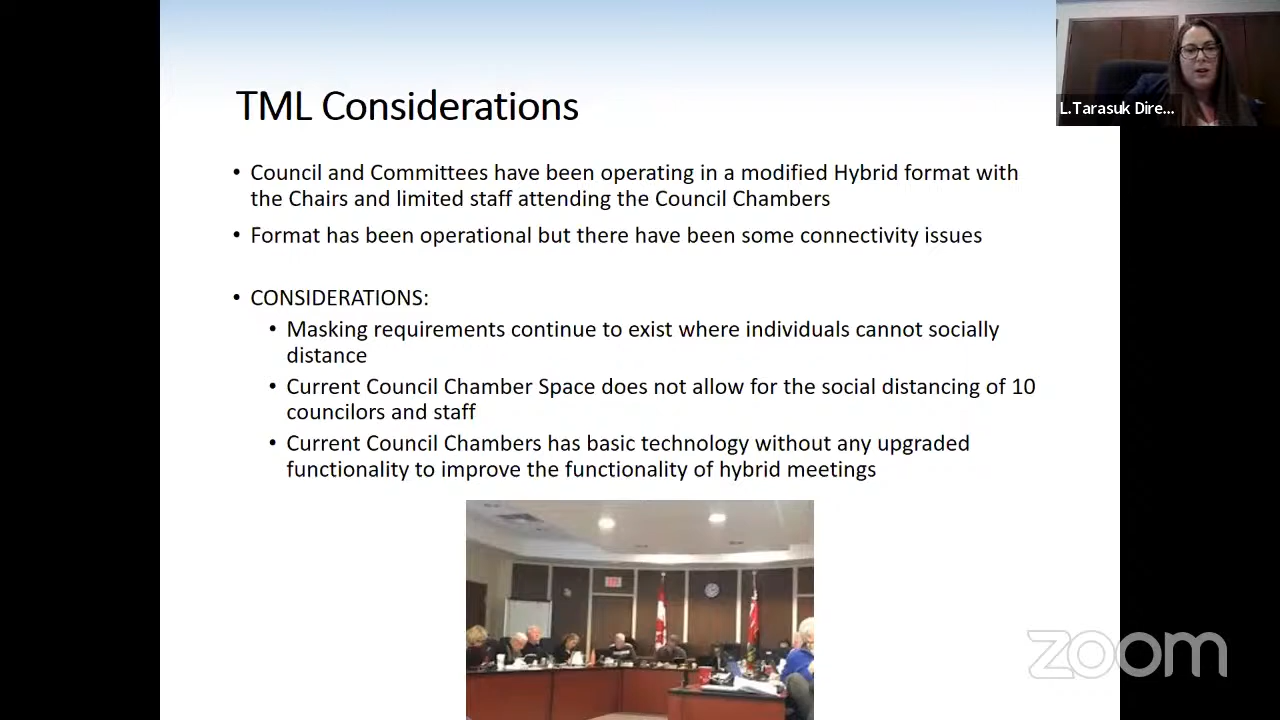 L.Tarasuk Dire...
TML Considerations
• Council and Committees have been operating in a modified Hybrid format with
the Chairs and limited staff attending the Council Chambers
• Format has been operational but there have been some connectivity issues
• CONSIDERATIONS:
• Masking requirements continue to exist where individuals cannot socially
distance
• Current Council Chamber Space does not allow for the social distancing of 10
councilors and staff
• Current Council Chambers has basic technology without any upgraded
functionality to improve the functionality of hybrid meetings
zoom